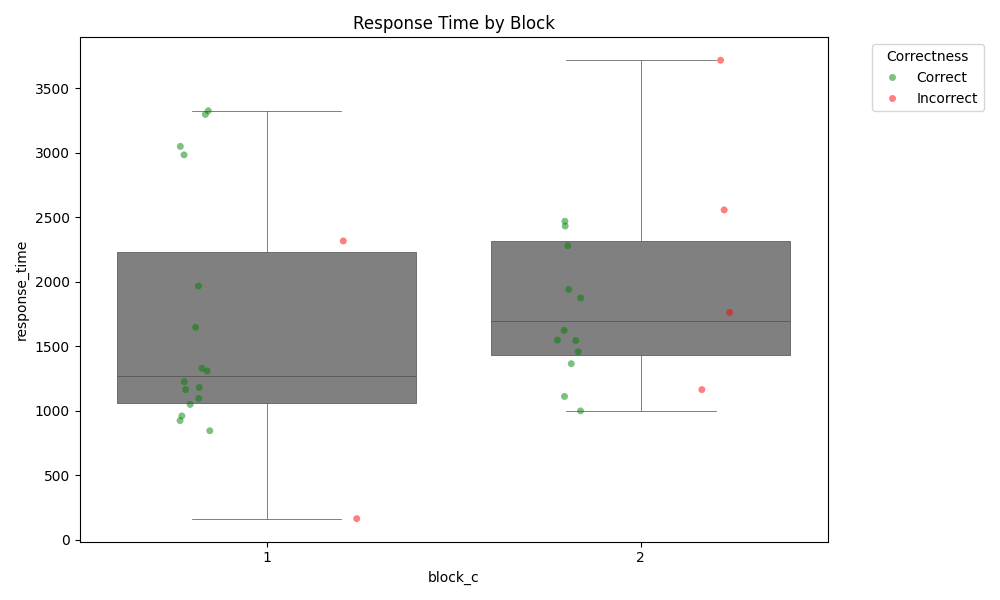 Response Time by Block
Correctness
Correct
Incorrect
response_time
3500
3000
2500
2000
1500
1000
500
0
1
2
block_c